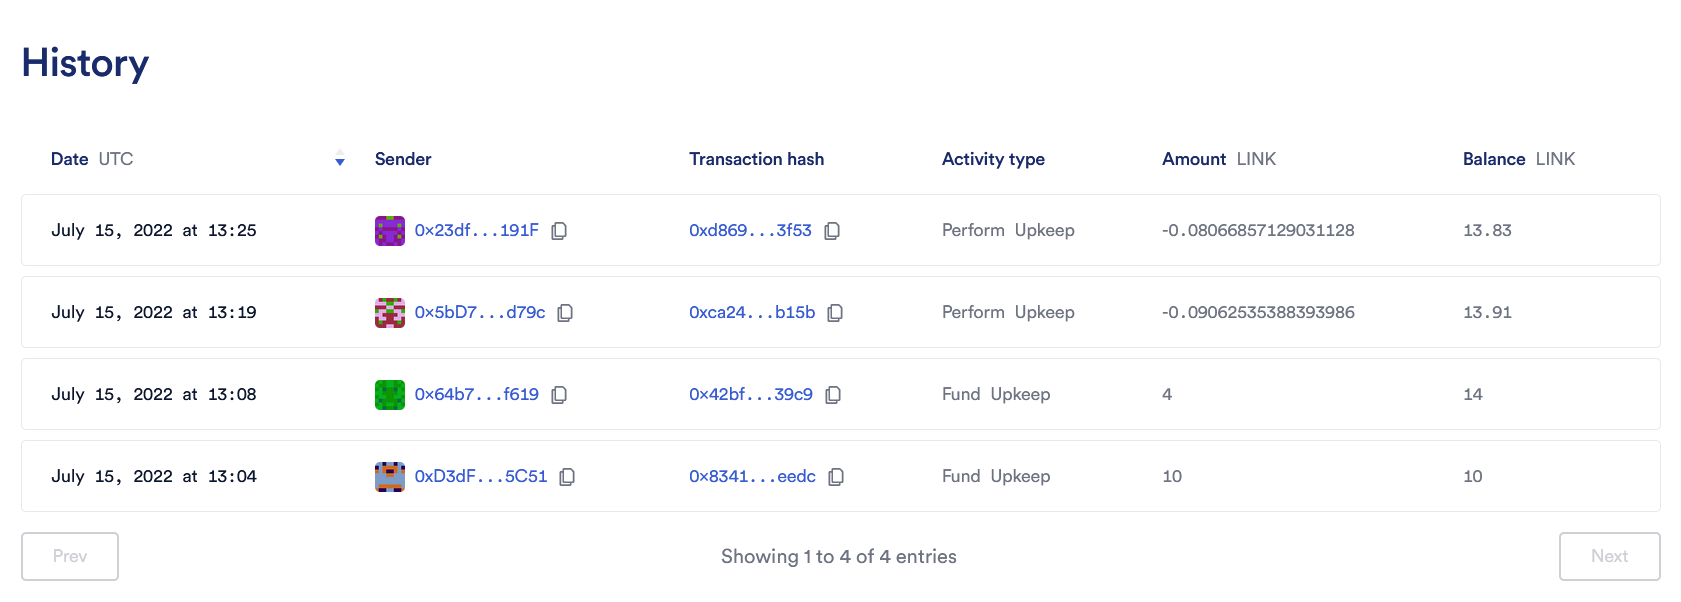 History
Date UTC Sender Transaction hash Activity type Amount LINK Balance LINK
July 15, 2022 at 13:25 0x23df...191F 0xd869...3f53 Perform Upkeep -0.08066857129031128 13.83
July 15, 2022 at 13:19 0x5bD7...d79c 0xca24...b15b Perform Upkeep -0.09062535388393986 13.91
July 15, 2022 at 13:08 0x64b7...f619 0x42bf...39c9 Fund Upkeep 4 14
July 15, 2022 at 13:04 0xD3dF...5C51 0x8341...eedc Fund Upkeep 10 10
Prev Showing 1 to 4 of 4 entries Next